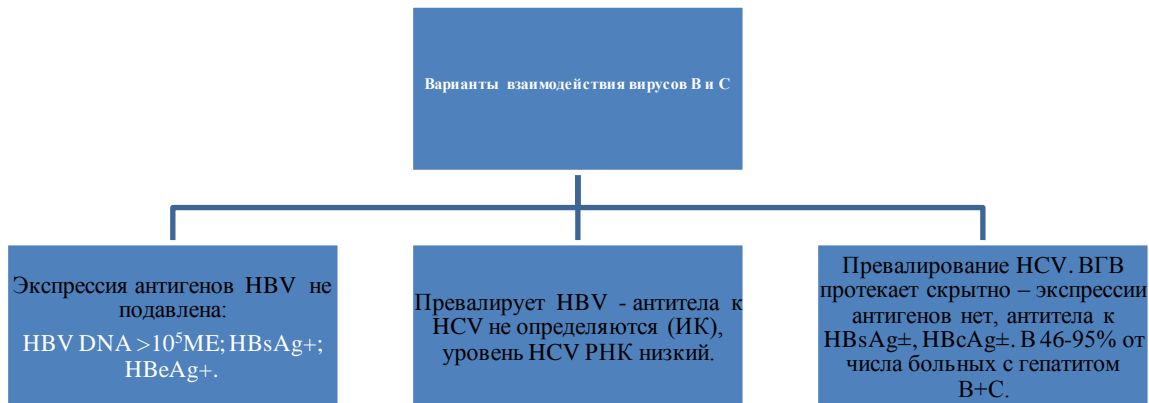 Варианты взаимодействия вирусов В и С
Экспрессия антигенов HBV не
подавлена:
HBV DNA >10⁵МЕ; HBsAg+;
HBeAg+.
Превалирует HBV - антитела к
HCV не определяются (ИК),
уровень HCV РНК низкий.
Превалирование HCV. ВГВ
протекает скрытно – экспрессии
антигенов нет, антитела к
HBsAg±, HBcAg±. В 46-95% от
числа больных с гепатитом
В+С.